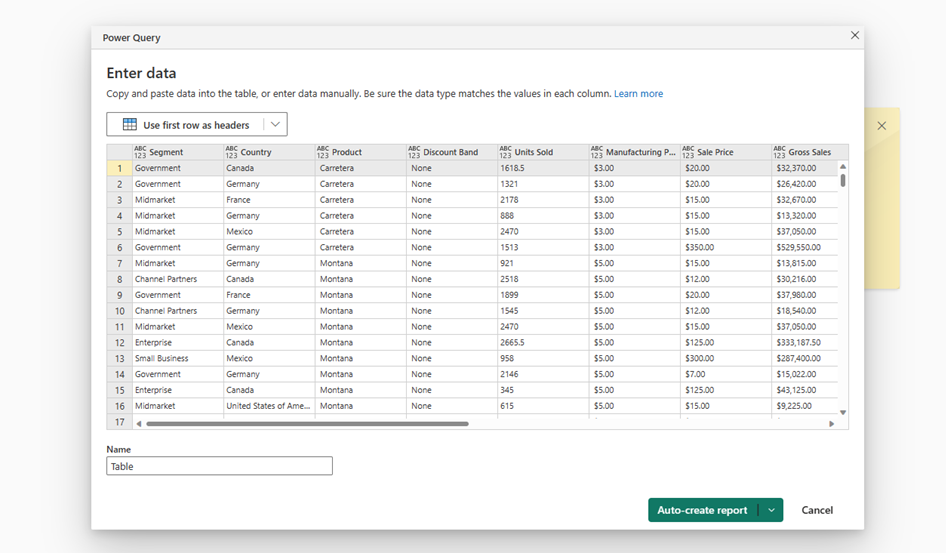 Power Query
Enter data
Copy and paste data into the table, or enter data manually. Be sure the data type matches the values in each column. Learn more
Use first row as headers
ABC 123 Segment ABC 123 Country ABC 123 Product ABC 123 Discount Band ABC 123 Units Sold ABC 123 Manufacturing P... ABC 123 Sale Price ABC 123 Gross Sales
1 Government Canada Carretera None 1618.5 $3.00 $20.00 $32,370.00
2 Government Germany Carretera None 1321 $3.00 $20.00 $26,420.00
3 Midmarket France Carretera None 2178 $3.00 $15.00 $32,670.00
4 Midmarket Germany Carretera None 888 $3.00 $15.00 $13,320.00
5 Midmarket Mexico Carretera None 2470 $3.00 $15.00 $37,050.00
6 Government Germany Carretera None 1513 $3.00 $350.00 $529,550.00
7 Midmarket Germany Montana None 921 $5.00 $15.00 $13,815.00
8 Channel Partners Canada Montana None 2518 $5.00 $12.00 $30,216.00
9 Government France Montana None 1899 $5.00 $20.00 $37,980.00
10 Channel Partners Germany Montana None 1545 $5.00 $12.00 $18,540.00
11 Midmarket Mexico Montana None 2470 $5.00 $15.00 $37,050.00
12 Enterprise Canada Montana None 2665.5 $5.00 $125.00 $333,187.50
13 Small Business Mexico Montana None 958 $5.00 $300.00 $287,400.00
14 Government Germany Montana None 2146 $5.00 $7.00 $15,022.00
15 Enterprise Canada Montana None 345 $5.00 $125.00 $43,125.00
16 Midmarket United States of Ame... Montana None 615 $5.00 $15.00 $9,225.00
17
Name
Table
Auto-create report Cancel